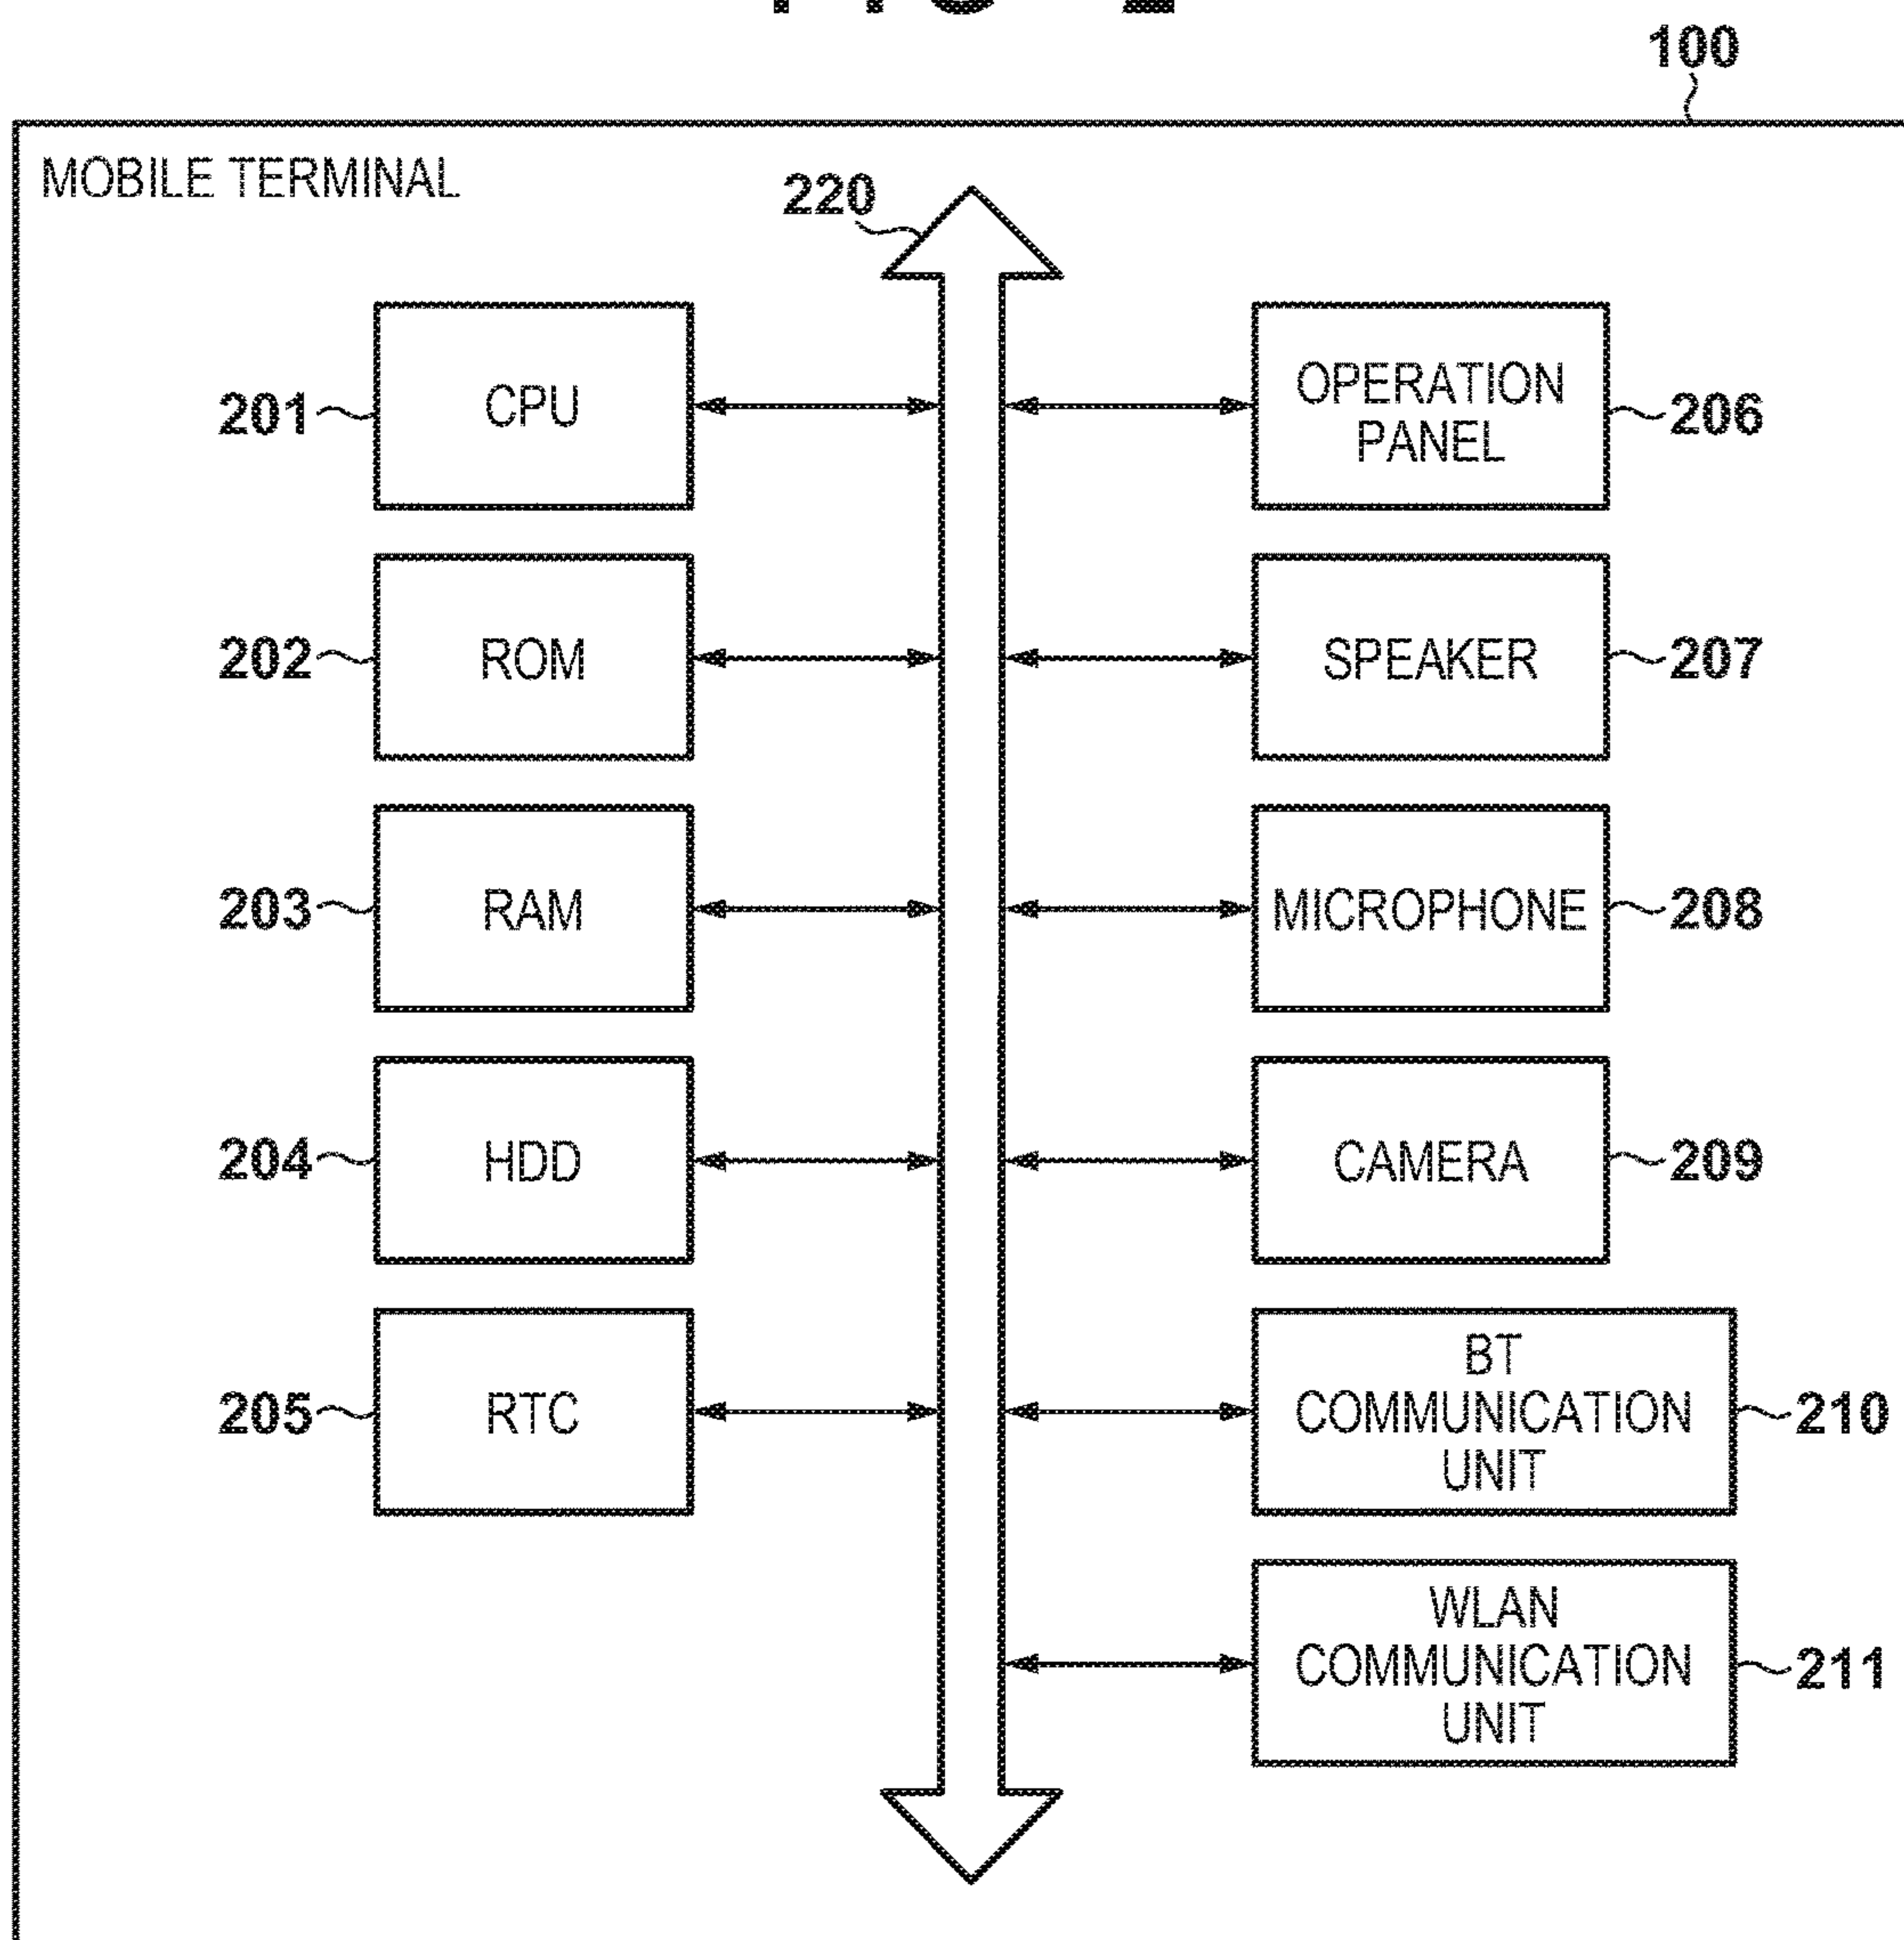 100
MOBILE TERMINAL
220
201
CPU
OPERATION
PANEL
206
202
ROM
SPEAKER
207
203
RAM
MICROPHONE
208
204
HDD
CAMERA
209
205
RTC
BT
COMMUNICATION
UNIT
210
WLAN
COMMUNICATION
UNIT
211